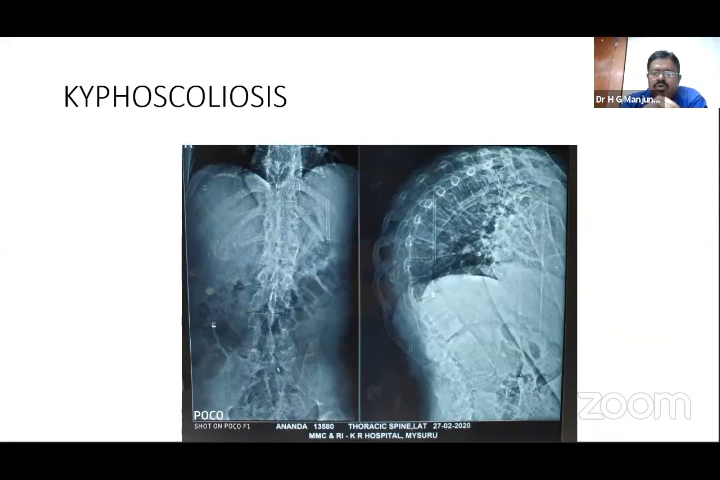 KYPHOSCOLIOSIS
Dr H G Manjun...
R
POCO
SHOT ON POCO F1
ANANDA 13580 THORACIC SPINE,LAT 27-02-2020
MMC & RI - K R HOSPITAL, MYSURU
zoom